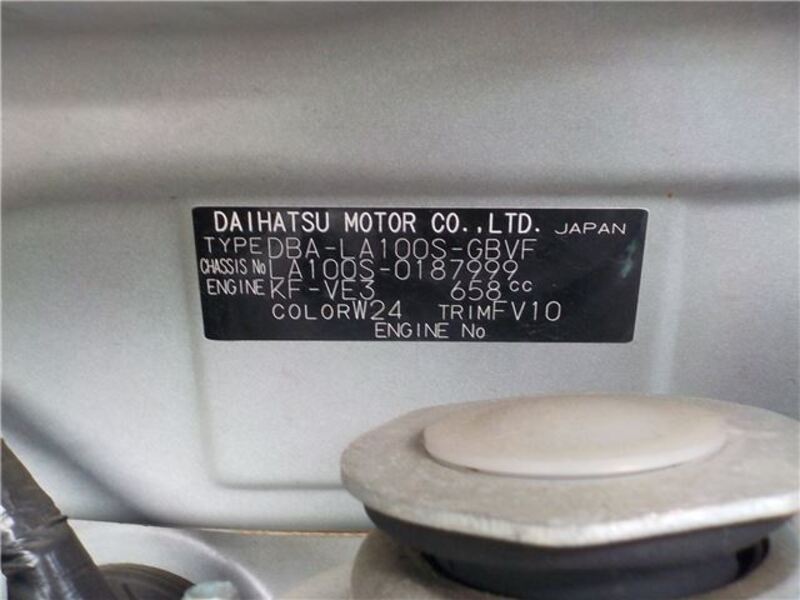 DAIHATSU MOTOR CO.,LTD. JAPAN
TYPE DBA-LA100S-GBVF
CHASSIS No LA100S-0187999
ENGINE KF-VE3 658cc
COLOR W24 TRIM FV10
ENGINE No